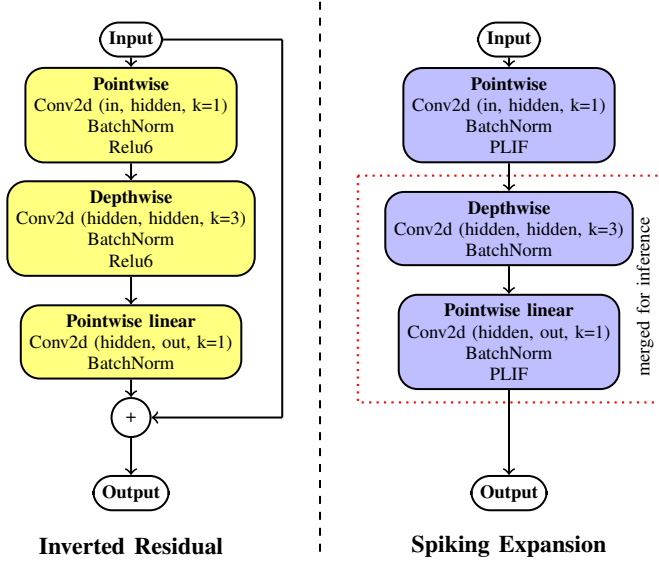 Input
Pointwise
Conv2d (in, hidden, k=1)
BatchNorm
Relu6
Depthwise
Conv2d (hidden, hidden, k=3)
BatchNorm
Relu6
Pointwise linear
Conv2d (hidden, out, k=1)
BatchNorm
+
Output
Inverted Residual
Input
Pointwise
Conv2d (in, hidden, k=1)
BatchNorm
PLIF
Depthwise
Conv2d (hidden, hidden, k=3)
BatchNorm
Pointwise linear
Conv2d (hidden, out, k=1)
BatchNorm
PLIF
merged for inference
Output
Spiking Expansion